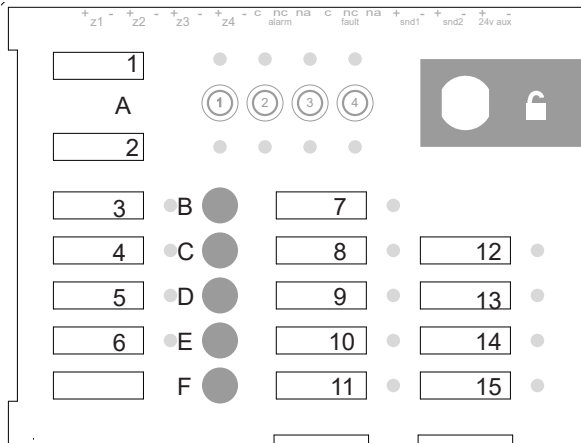 + - + - + - + - c nc na c nc na + - + - + -
z1 z2 z3 z4 alarm fault snd1 snd2 24v aux
1
A 1 2 3 4
2
3 B 7
4 C 8 12
5 D 9 13
6 E 10 14
F 11 15